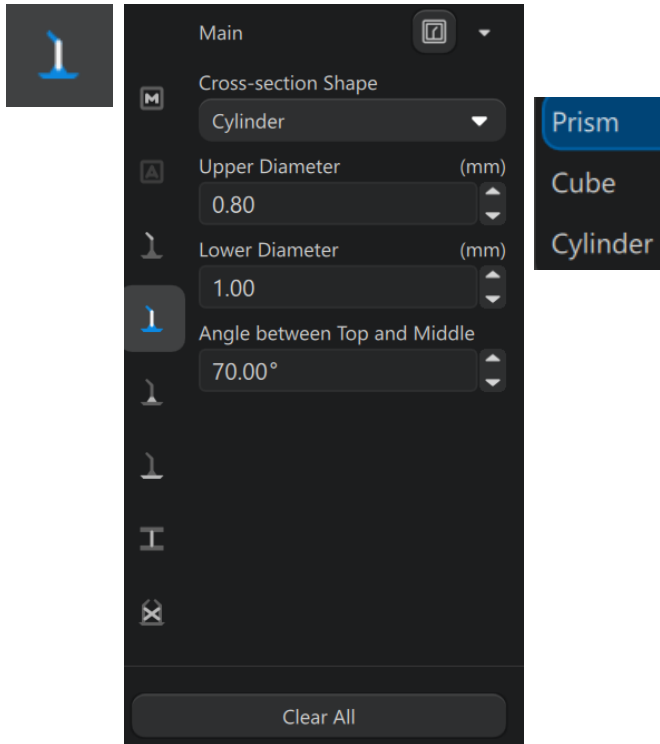 Main
M
A
Cross-section Shape
Cylinder
Upper Diameter (mm)
0.80
Lower Diameter (mm)
1.00
Angle between Top and Middle
70.00°
Clear All
Prism
Cube
Cylinder